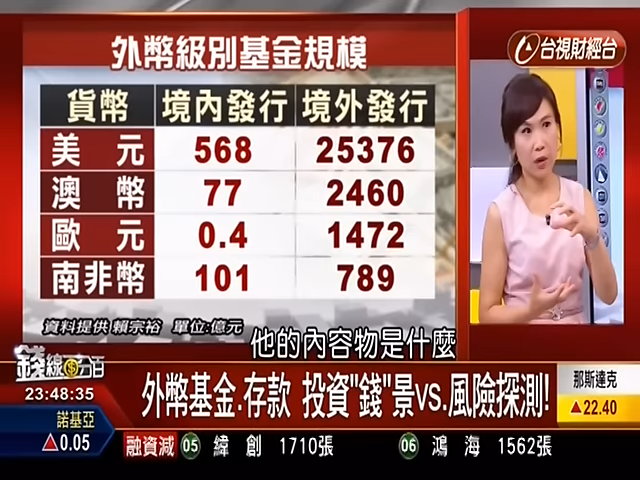 外幣級別基金規模
台視財經台
貨幣 境內發行 境外發行
美元 568 25376
澳幣 77 2460
歐元 0.4 1472
南非幣 101 789
資料提供 賴宗裕 單位:億元
他的內容物是什麼
錢線百分百
23:48:35
外幣基金.存款 投資"錢"景vs.風險探測!
那斯達克
▲22.40
諾基亞
△0.05
融資減 05 緯創 1710張 06 鴻海 1562張